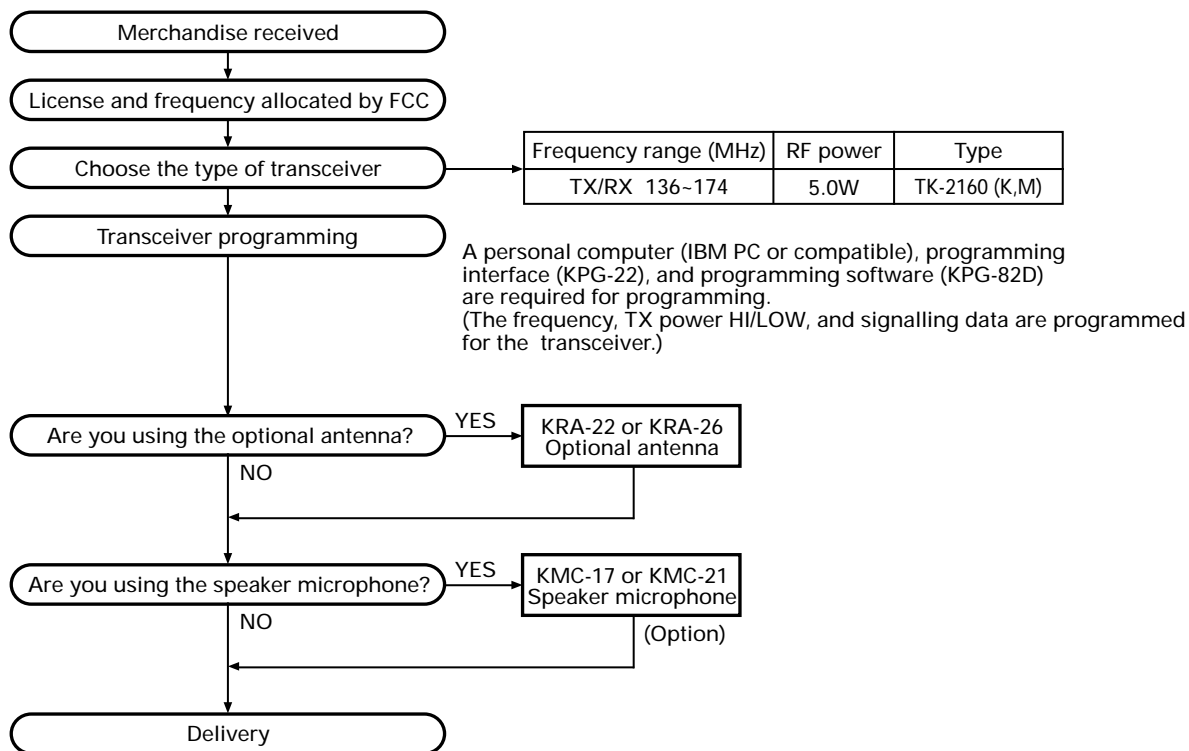 Merchandise received
License and frequency allocated by FCC
Choose the type of transceiver
Frequency range (MHz) RF power Type
TX/RX 136~174 5.0W TK-2160 (K,M)
Transceiver programming
A personal computer (IBM PC or compatible), programming
interface (KPG-22), and programming software (KPG-82D)
are required for programming.
(The frequency, TX power HI/LOW, and signalling data are programmed
for the transceiver.)
Are you using the optional antenna?
YES
KRA-22 or KRA-26
Optional antenna
NO
Are you using the speaker microphone?
YES
KMC-17 or KMC-21
Speaker microphone
NO
(Option)
Delivery